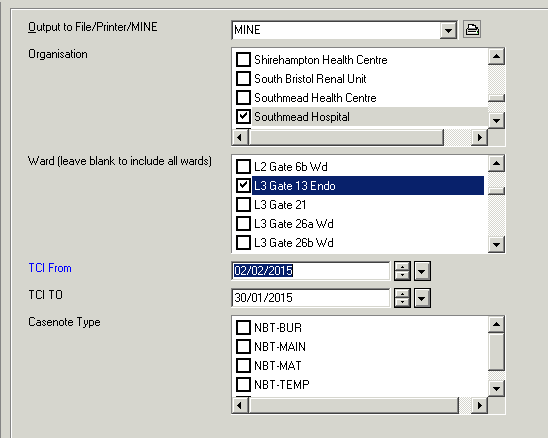 Output to File/Printer/MINE MINE
Organisation
Shirehampton Health Centre
South Bristol Renal Unit
Southmead Health Centre
Southmead Hospital
Ward (leave blank to include all wards)
L2 Gate 6b Wd
L3 Gate 13 Endo
L3 Gate 21
L3 Gate 26a Wd
L3 Gate 26b Wd
TCI From 02/02/2015
TCI TO 30/01/2015
Casenote Type
NBT-BUR
NBT-MAIN
NBT-MAT
NBT-TEMP